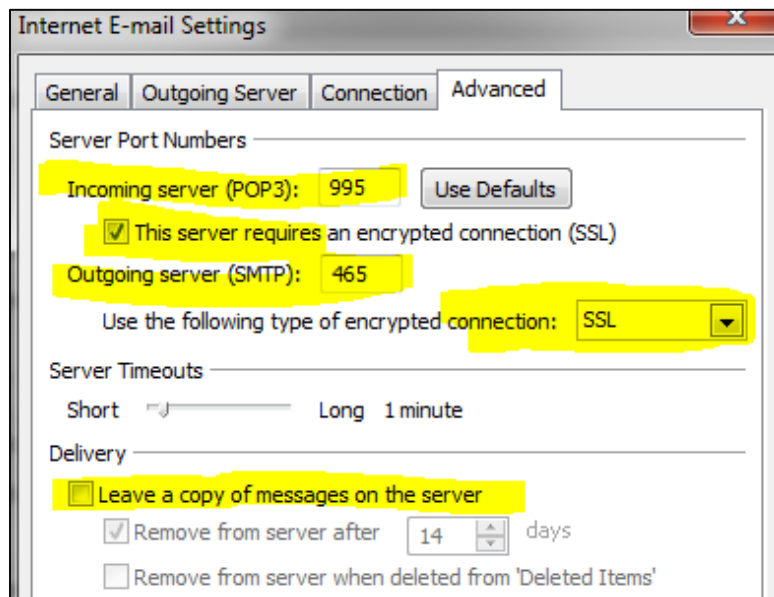 Internet E-mail Settings
General Outgoing Server Connection Advanced
Server Port Numbers
Incoming server (POP3): 995 Use Defaults
This server requires an encrypted connection (SSL)
Outgoing server (SMTP): 465
Use the following type of encrypted connection: SSL
Server Timeouts
Short Long 1 minute
Delivery
Leave a copy of messages on the server
Remove from server after 14 days
Remove from server when deleted from 'Deleted Items'